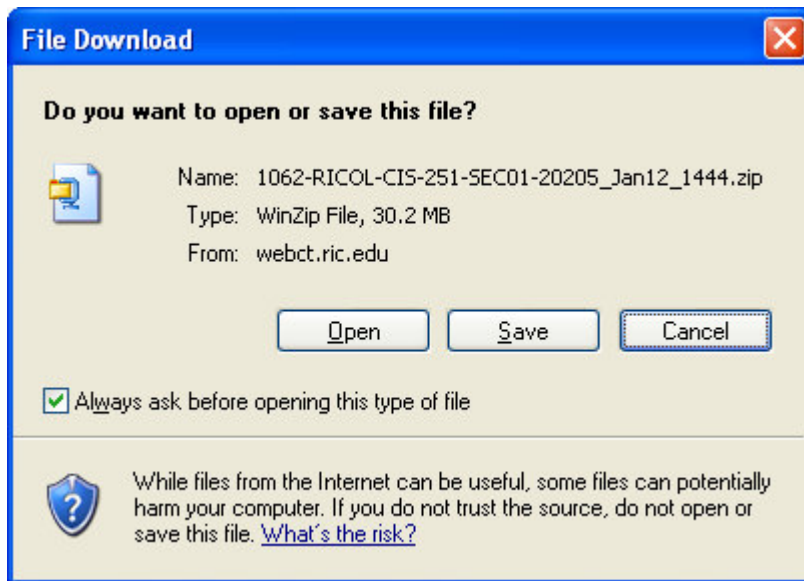 File Download
Do you want to open or save this file?
Name: 1062-RICOL-CIS-251-SEC01-20205_Jan12_1444.zip
Type: WinZip File, 30.2 MB
From: webct.ric.edu
Open Save Cancel
Always ask before opening this type of file
While files from the Internet can be useful, some files can potentially
harm your computer. If you do not trust the source, do not open or
save this file. What's the risk?